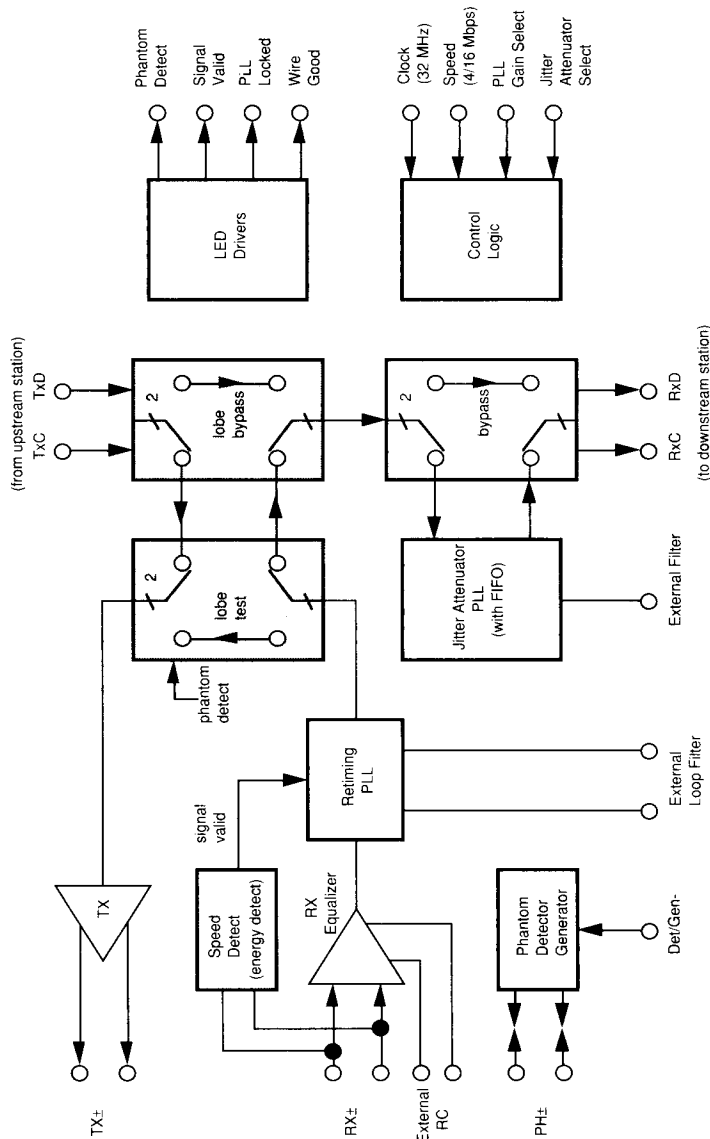 Phantom
Detect
Signal
Valid
PLL
Locked
Wire
Good
LED
Drivers
Clock
(32 MHz)
Speed
(4/16 Mbps)
PLL
Gain Select
Jitter
Attenuator
Select
Control
Logic
(from upstream station)
TxC
TxD
2
lobe
bypass
2
bypass
RxC
RxD
(to downstream station)
2
lobe
test
phantom
detect
Jitter Attenuator
PLL
(with FIFO)
External Filter
TX
TX±
signal
valid
Speed
Detect
(energy detect)
Retiming
PLL
RX
Equalizer
RX±
External
RC
External
Loop Filter
Phantom
Detector
Generator
PH±
Det/Gen-